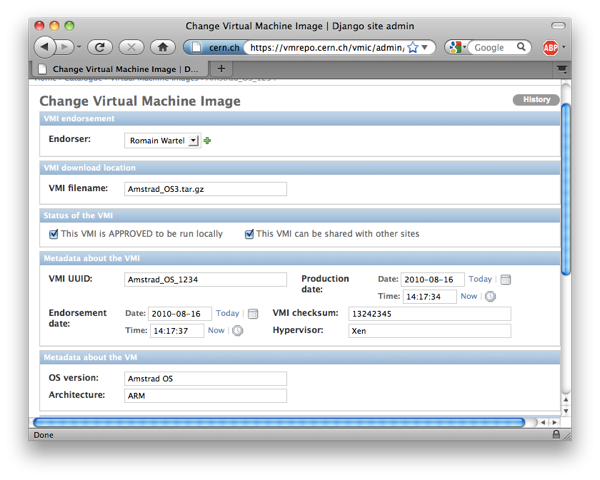 Change Virtual Machine Image | Django site admin
cern.ch https://vmrepo.cern.ch/vmic/admin/ Google ABP
Change Virtual Machine Image | D...
Home › Catalogue › Virtual Machine Images › Amstrad_OS_1234
Change Virtual Machine Image History
VMI endorsement
Endorser: Romain Wartel
VMI download location
VMI filename: Amstrad_OS3.tar.gz
Status of the VMI
This VMI is APPROVED to be run locally This VMI can be shared with other sites
Metadata about the VMI
VMI UUID: Amstrad_OS_1234 Production date: Date: 2010-08-16 Today |
Time: 14:17:34 Now |
Endorsement date: Date: 2010-08-16 Today | VMI checksum: 13242345
Time: 14:17:37 Now | Hypervisor: Xen
Metadata about the VM
OS version: Amstrad OS
Architecture: ARM
Done